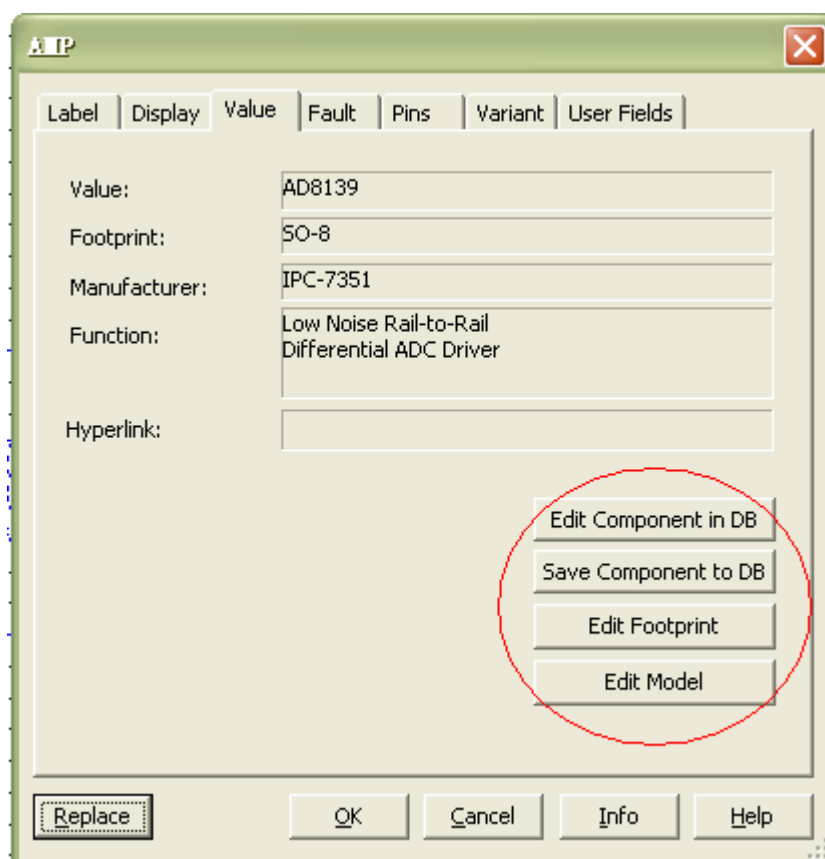 AMP
Label Display Value Fault Pins Variant User Fields
Value: AD8139
Footprint: SO-8
Manufacturer: IPC-7351
Function: Low Noise Rail-to-Rail
Differential ADC Driver
Hyperlink:
Edit Component in DB
Save Component to DB
Edit Footprint
Edit Model
Replace OK Cancel Info Help